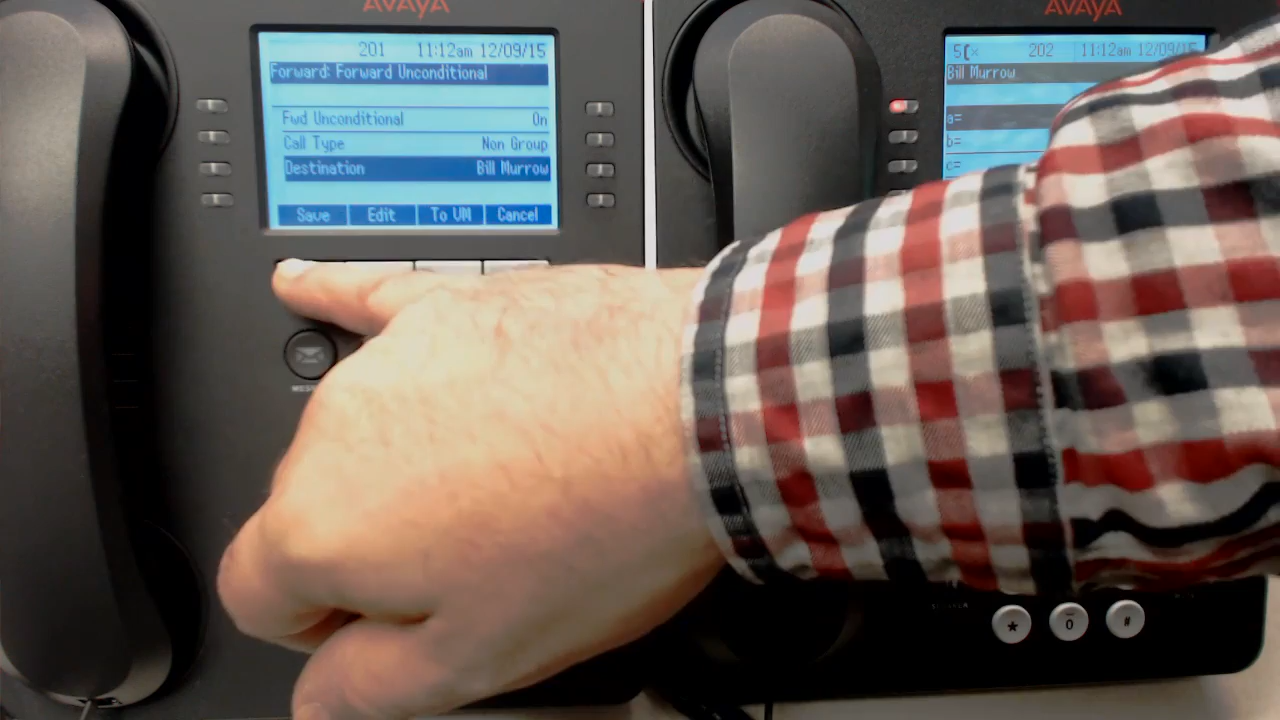 AVAYA
201 11:12am 12/09/15
Forward: Forward Unconditional
Fwd Unconditional On
Call Type Non Group
Destination Bill Murrow
Save Edit To VM Cancel
AVAYA
202 11:12am 12/09/15
Bill Murrow
a=
b=
c=
* 0 #